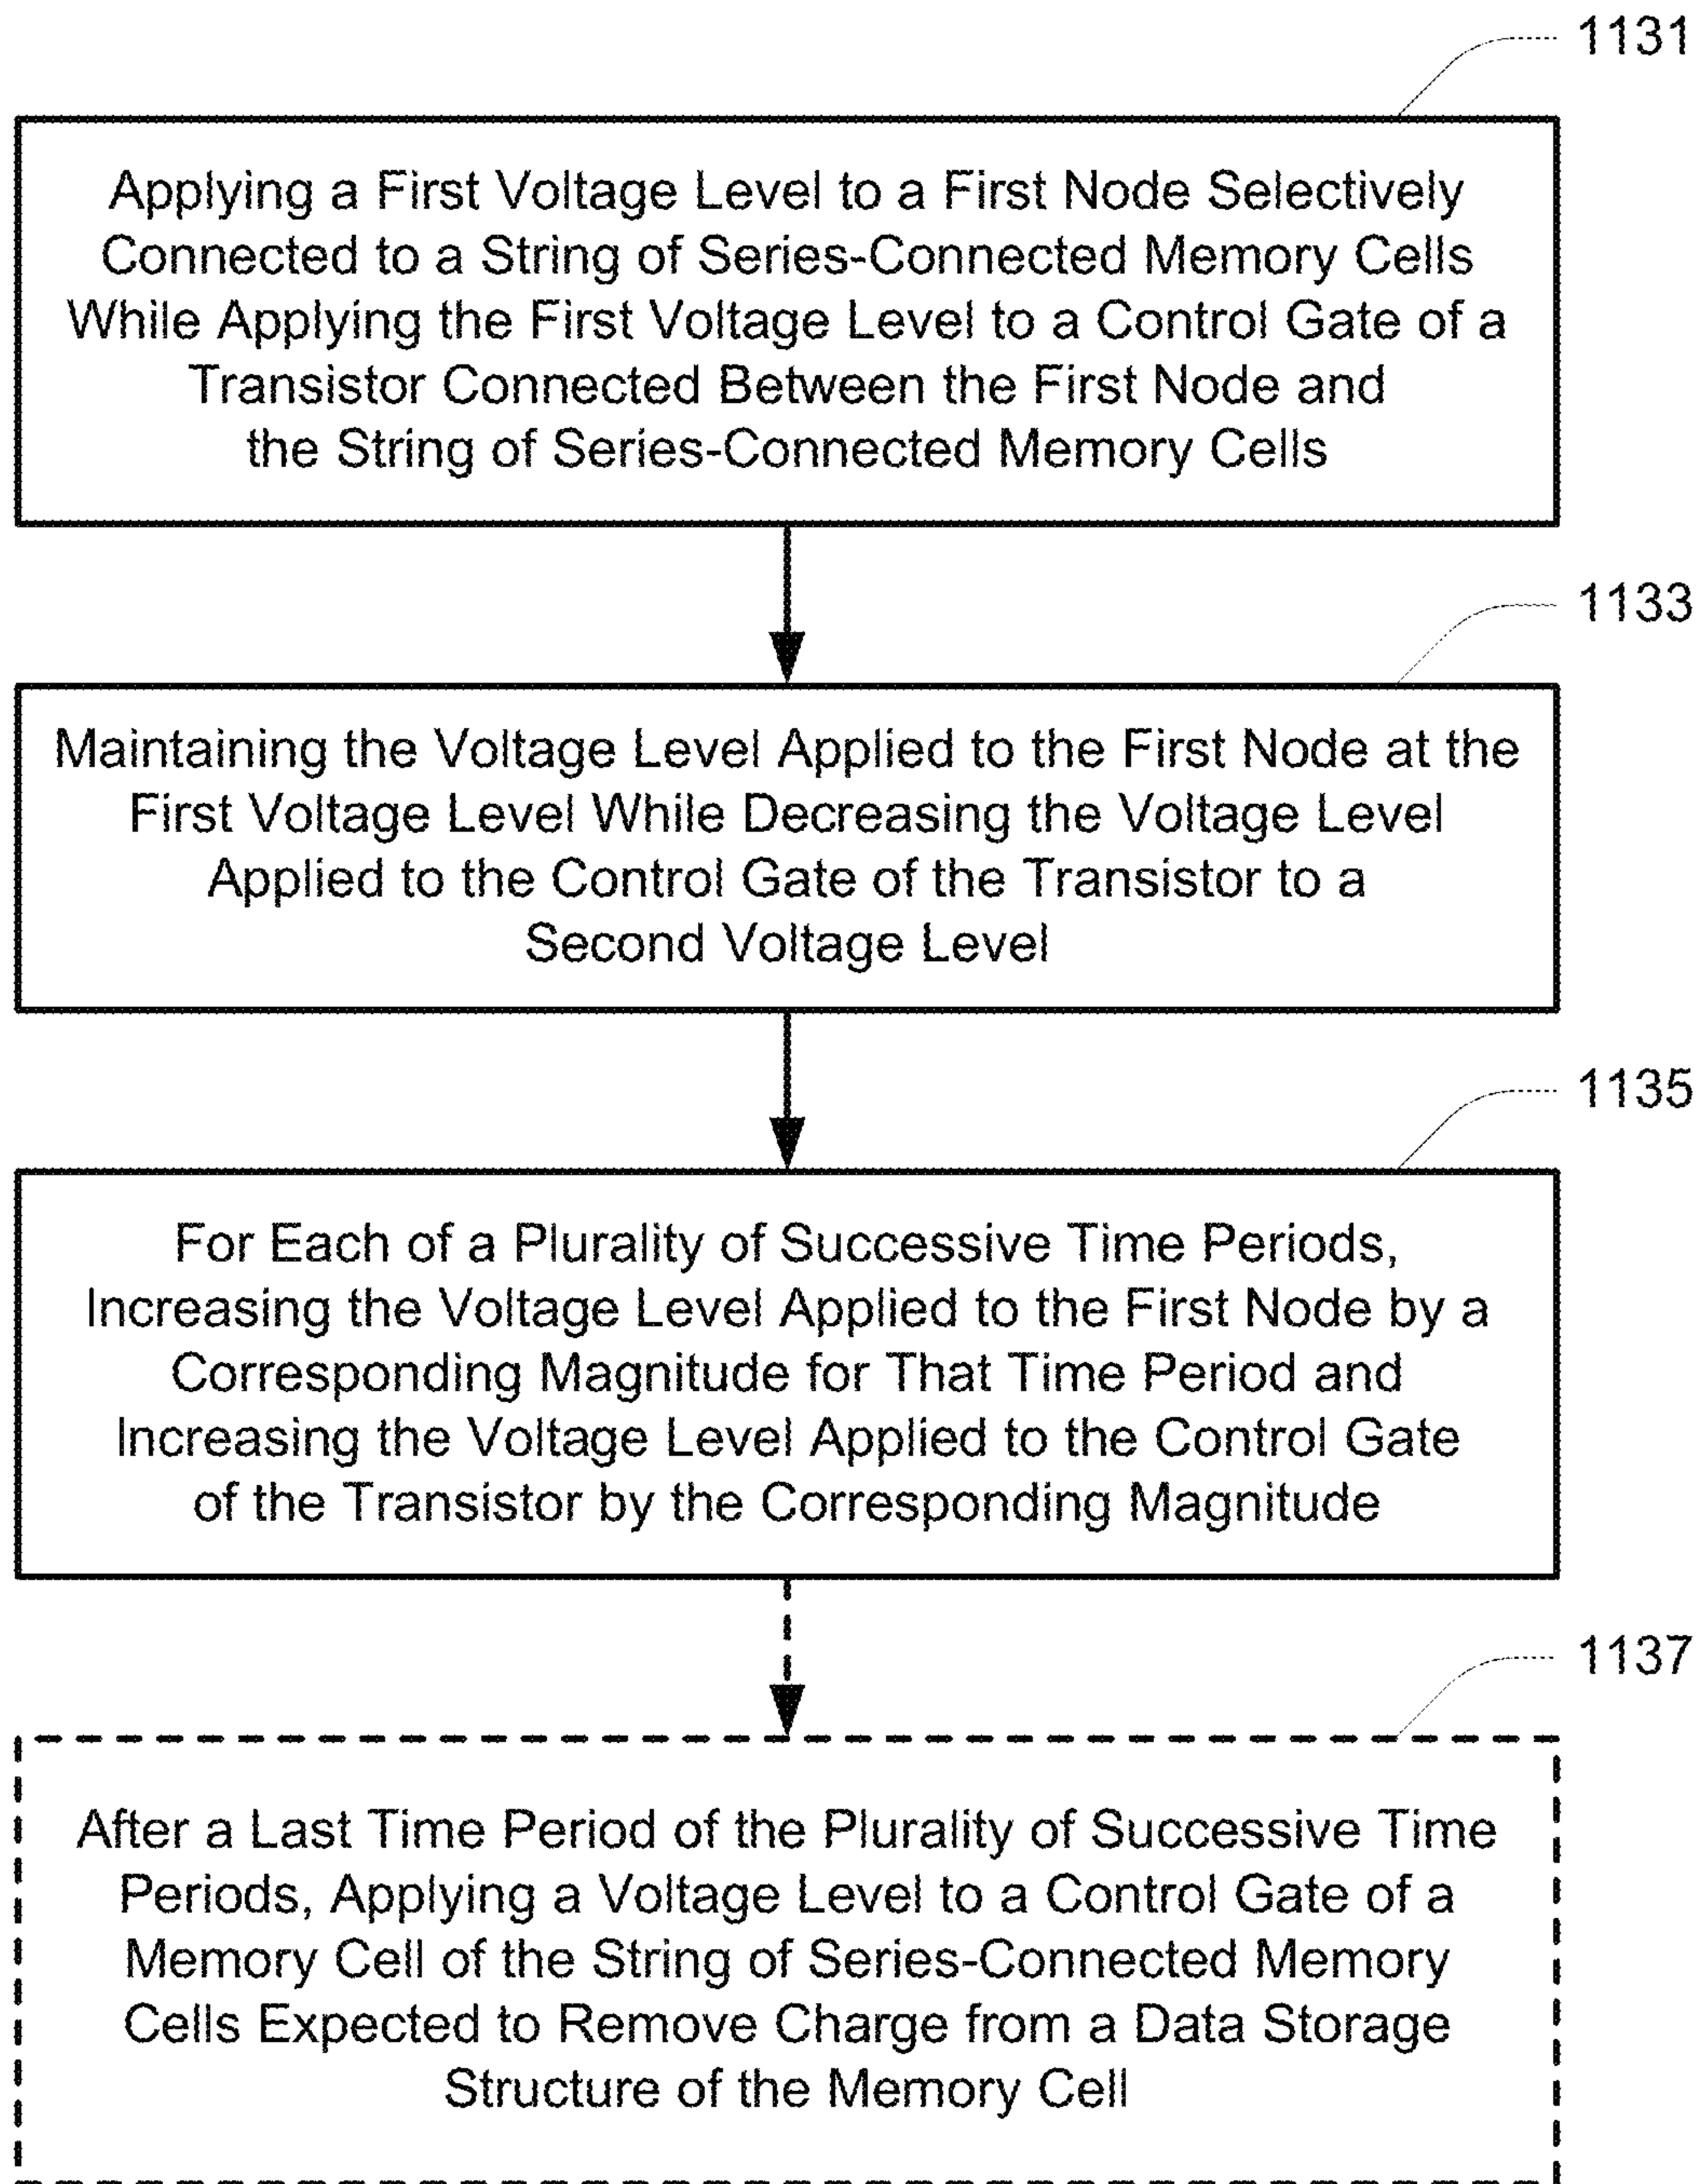 1131
Applying a First Voltage Level to a First Node Selectively
Connected to a String of Series-Connected Memory Cells
While Applying the First Voltage Level to a Control Gate of a
Transistor Connected Between the First Node and
the String of Series-Connected Memory Cells
1133
Maintaining the Voltage Level Applied to the First Node at the
First Voltage Level While Decreasing the Voltage Level
Applied to the Control Gate of the Transistor to a
Second Voltage Level
1135
For Each of a Plurality of Successive Time Periods,
Increasing the Voltage Level Applied to the First Node by a
Corresponding Magnitude for That Time Period and
Increasing the Voltage Level Applied to the Control Gate
of the Transistor by the Corresponding Magnitude
1137
After a Last Time Period of the Plurality of Successive Time
Periods, Applying a Voltage Level to a Control Gate of a
Memory Cell of the String of Series-Connected Memory
Cells Expected to Remove Charge from a Data Storage
Structure of the Memory Cell